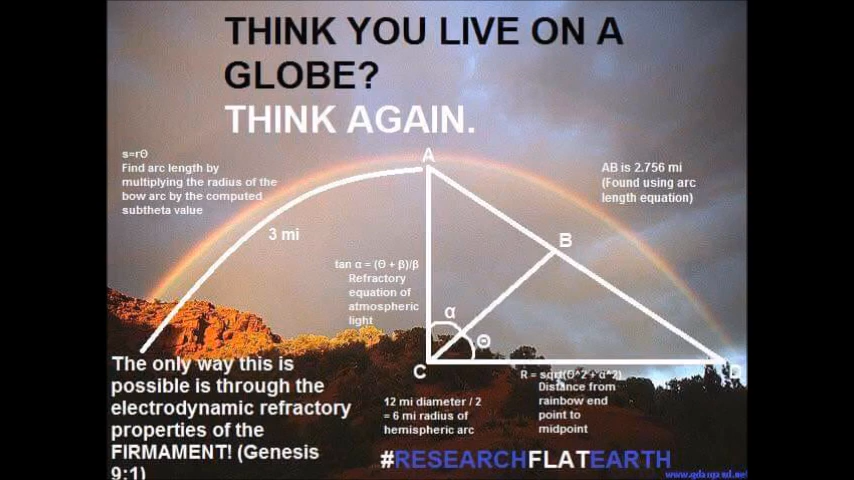 THINK YOU LIVE ON A
GLOBE?
THINK AGAIN.
s=rΘ
Find arc length by
multiplying the radius of the
bow arc by the computed
subtheta value
A
AB is 2.756 mi
(Found using arc
length equation)
3 mi
B
tan α = (Θ + β)/β
Refractory
equation of
atmospheric
light
α
Θ
The only way this is
possible is through the
electrodynamic refractory
properties of the
FIRMAMENT! (Genesis
9:1)
C
D
12 mi diameter / 2
= 6 mi radius of
hemispheric arc
R = sqrt(Θ^2 + α^2)
Distance from
rainbow end
point to
midpoint
#RESEARCHFLATEARTH